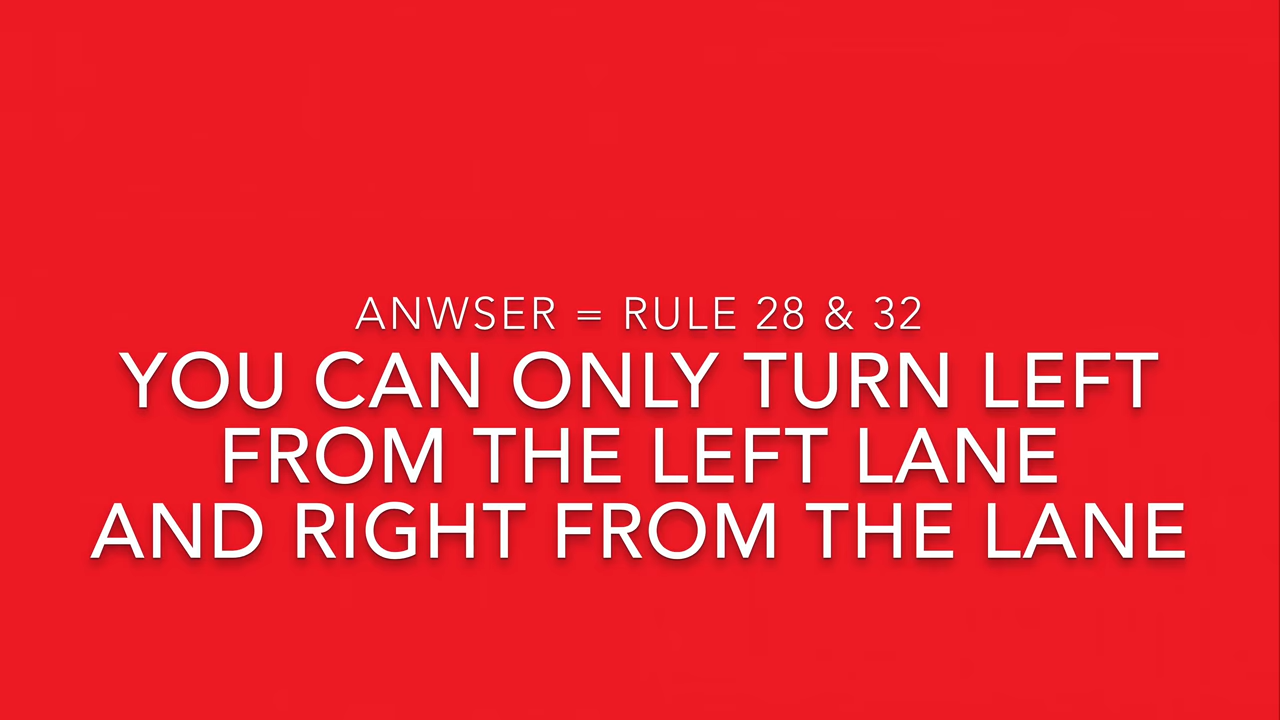 ANWSER = RULE 28 & 32
YOU CAN ONLY TURN LEFT
FROM THE LEFT LANE
AND RIGHT FROM THE LANE